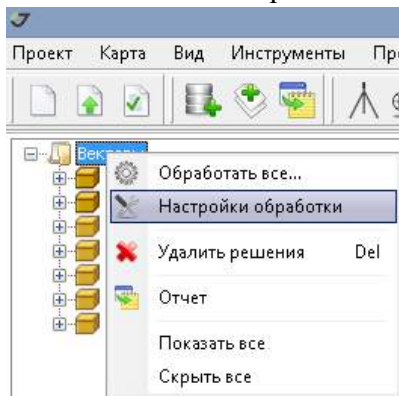 Проект Карта Вид Инструменты
Обработать все...
Настройки обработки
Удалить решения Del
Отчет
Показать все
Скрыть все